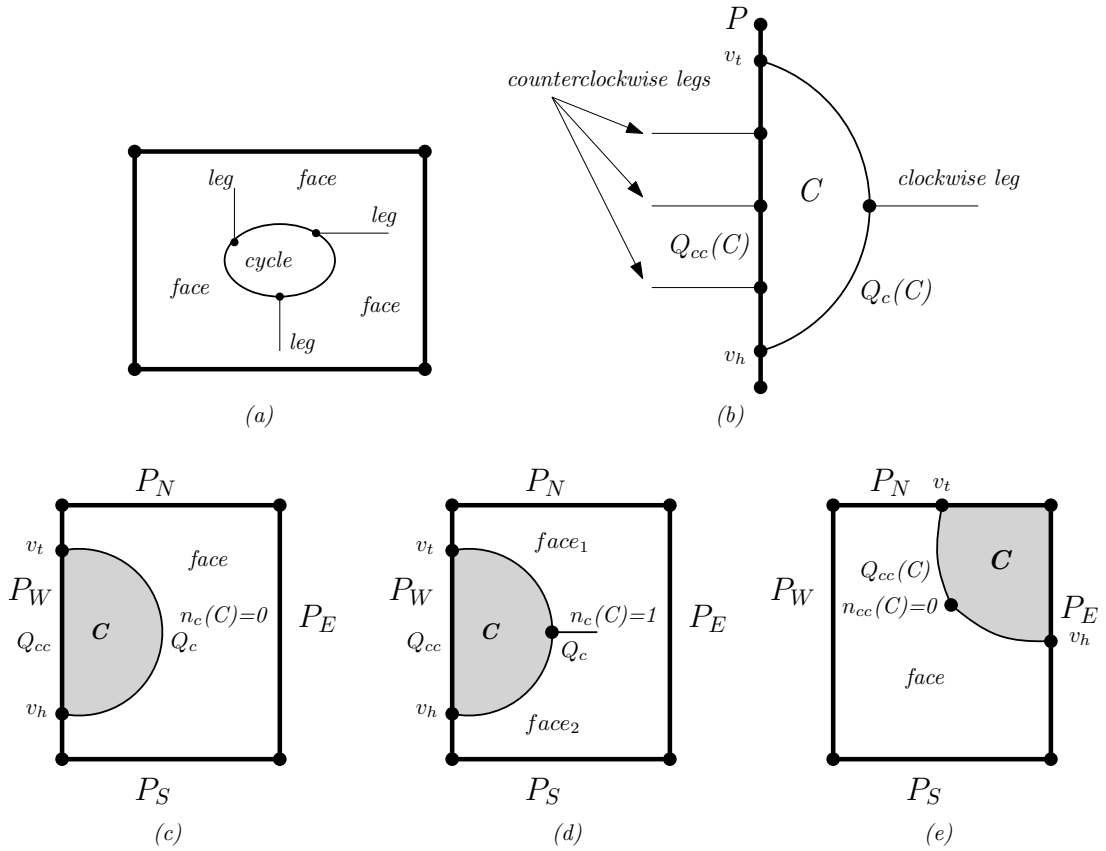 leg
face
leg
cycle
face
face
leg
(a)
P
v_t
counterclockwise legs
C
clockwise leg
Q_cc(C)
Q_c(C)
v_h
(b)
P_N
v_t
face
P_W
n_c(C)=0
P_E
Q_cc
C
Q_c
v_h
P_S
(c)
P_N
v_t
face_1
P_W
n_c(C)=1
P_E
Q_cc
C
Q_c
v_h
face_2
P_S
(d)
P_N
v_t
C
Q_cc(C)
P_W
n_cc(C)=0
P_E
v_h
face
P_S
(e)